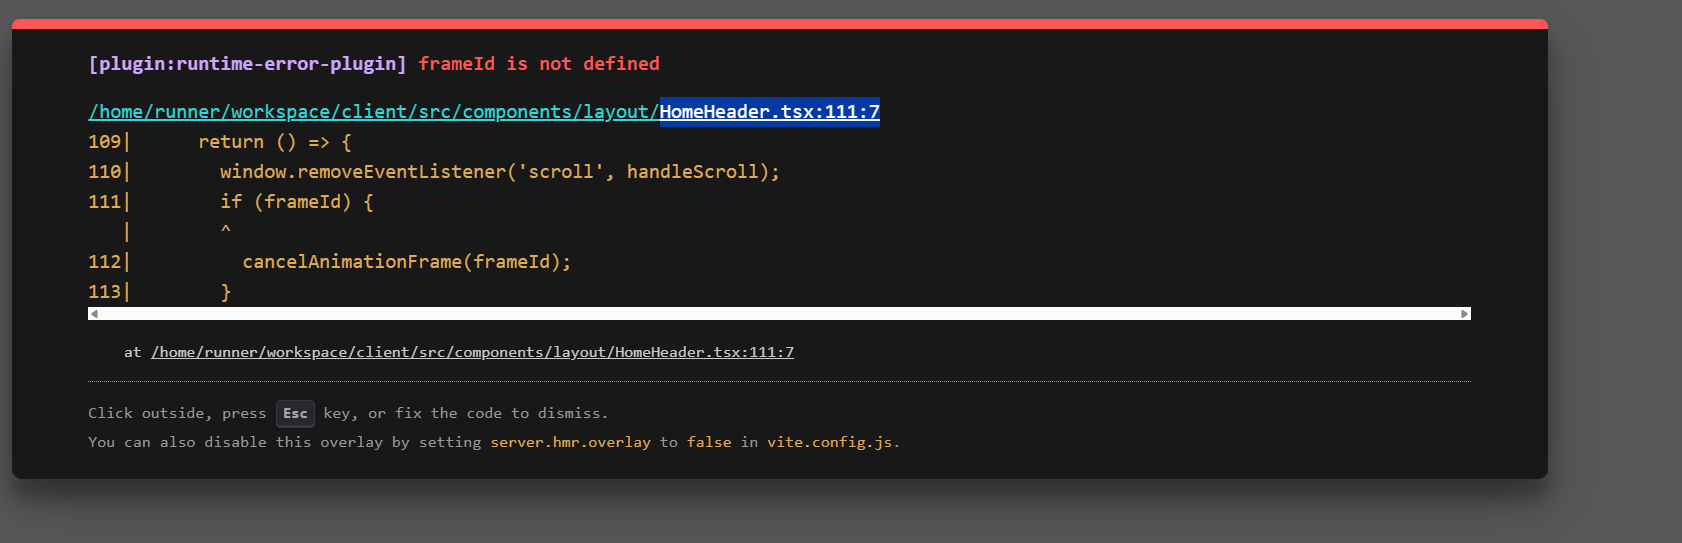 [plugin:runtime-error-plugin] frameId is not defined
/home/runner/workspace/client/src/components/layout/HomeHeader.tsx:111:7
109|      return () => {
110|        window.removeEventListener('scroll', handleScroll);
111|        if (frameId) {
   |        ^
112|          cancelAnimationFrame(frameId);
113|        }
at /home/runner/workspace/client/src/components/layout/HomeHeader.tsx:111:7
Click outside, press Esc key, or fix the code to dismiss.
You can also disable this overlay by setting server.hmr.overlay to false in vite.config.js.